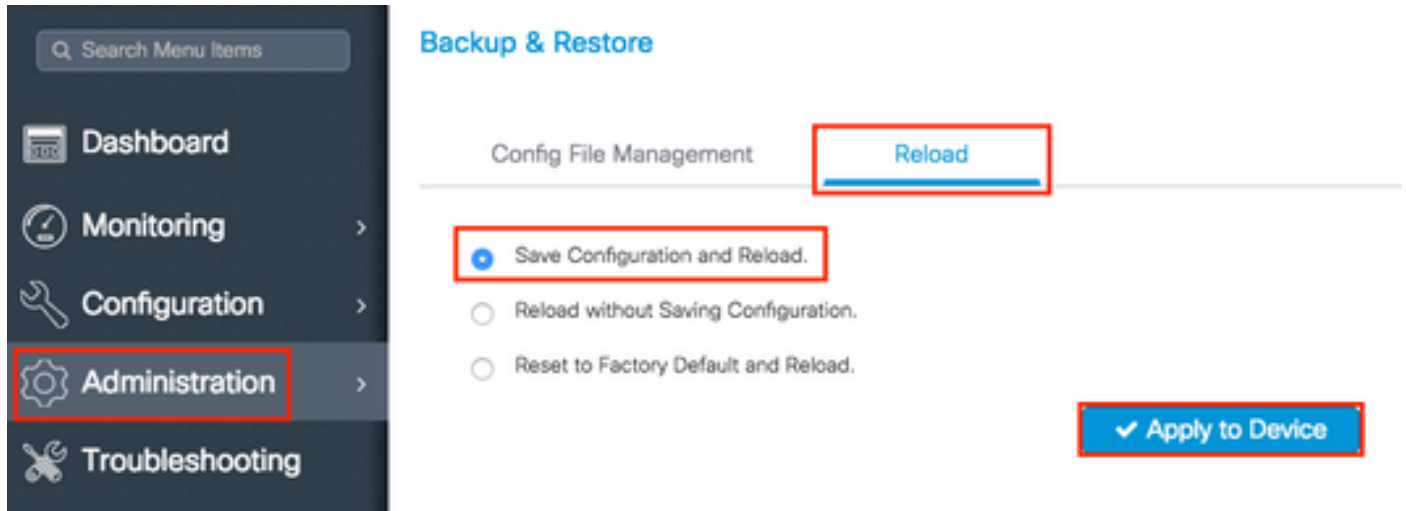 Search Menu Items
Dashboard
Monitoring
Configuration
Administration
Troubleshooting
Backup & Restore
Config File Management
Reload
Save Configuration and Reload.
Reload without Saving Configuration.
Reset to Factory Default and Reload.
Apply to Device